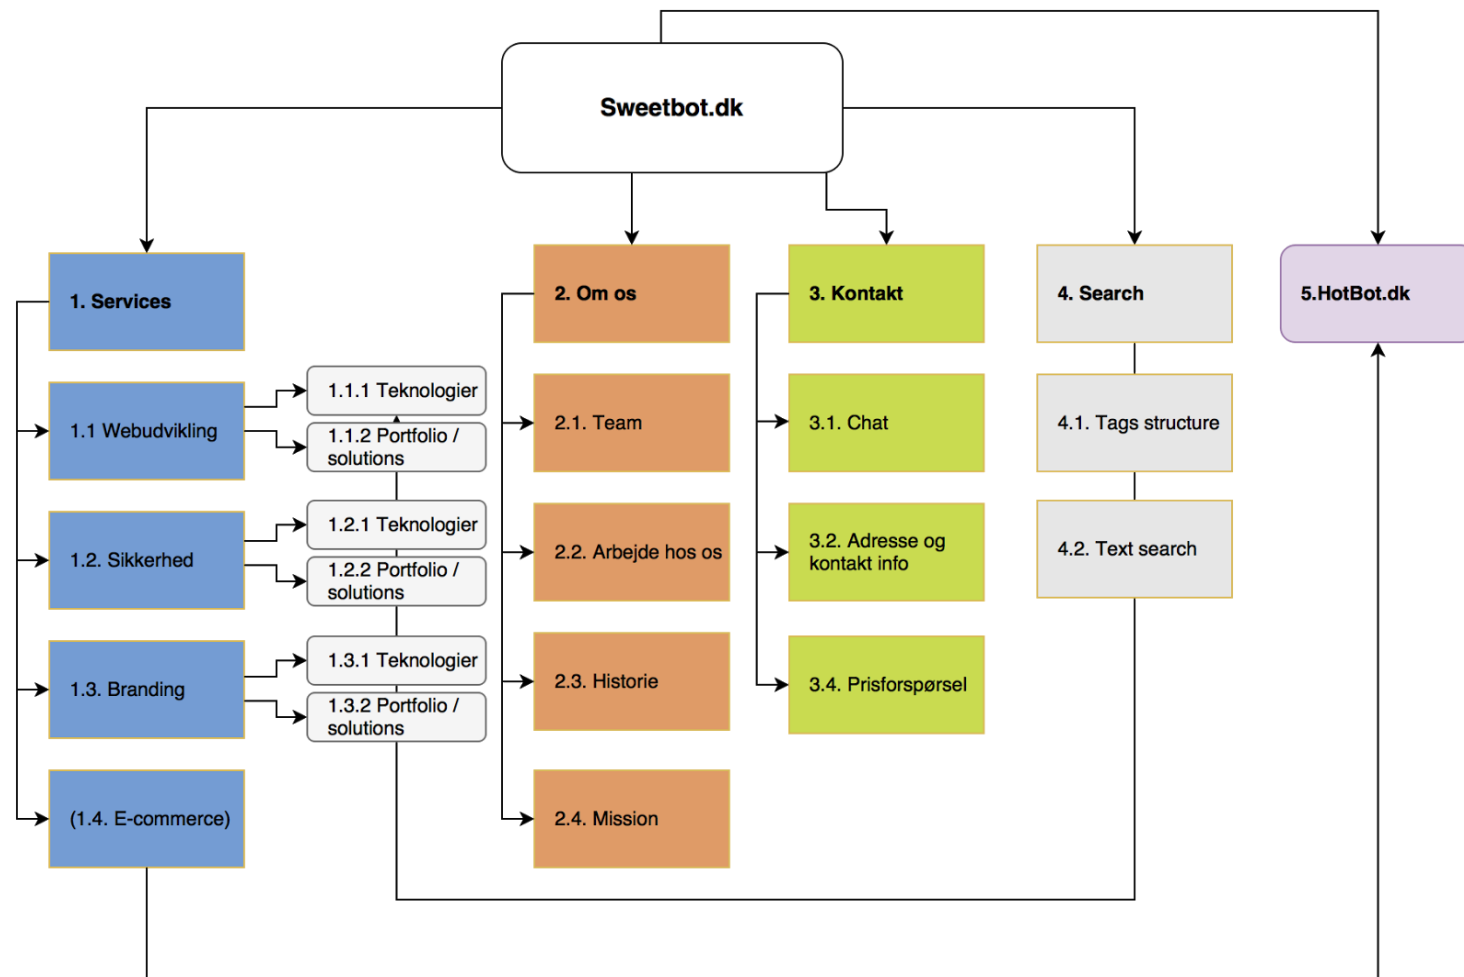 Sweetbot.dk
1. Services
1.1 Webudvikling
1.1.1 Teknologier
1.1.2 Portfolio /
solutions
1.2. Sikkerhed
1.2.1 Teknologier
1.2.2 Portfolio /
solutions
1.3. Branding
1.3.1 Teknologier
1.3.2 Portfolio /
solutions
(1.4. E-commerce)
2. Om os
2.1. Team
2.2. Arbejde hos os
2.3. Historie
2.4. Mission
3. Kontakt
3.1. Chat
3.2. Adresse og
kontakt info
3.4. Prisforspørsel
4. Search
4.1. Tags structure
4.2. Text search
5.HotBot.dk